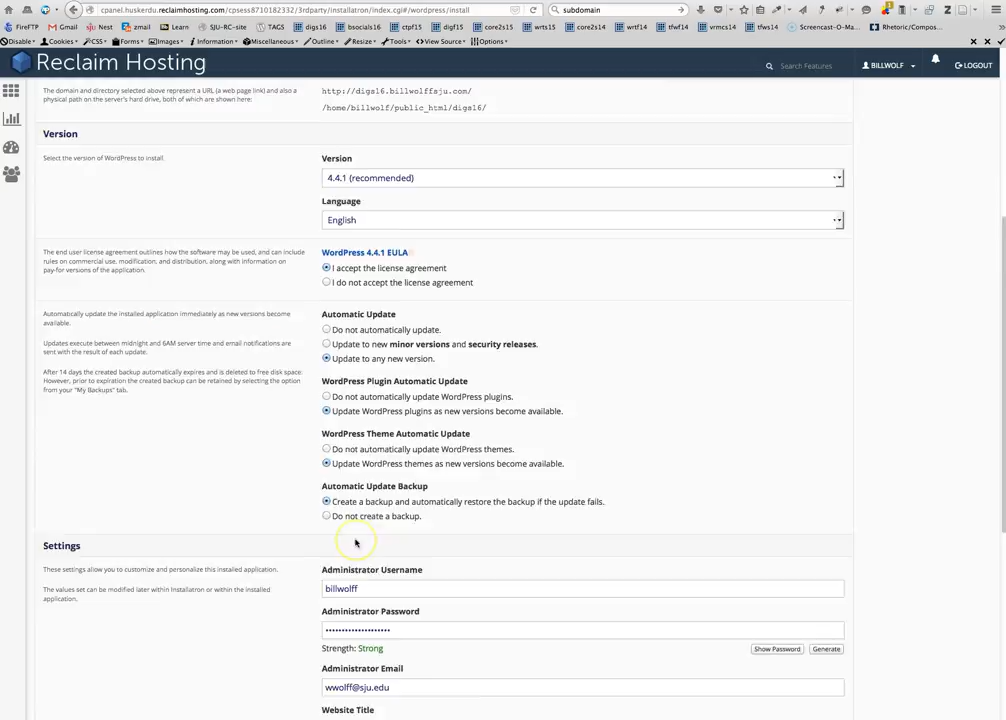 cpanel.huskerdu.reclaimhosting.com/cpsess8710182332/3rdparty/installatron/index.cgi#/wordpress/install
subdomain
FireFTP Gmail sju Nest zmail Learn SJU-RC-site TAGS digs16 bsocials16 ctpf15 digf15 core2s15 wrts15 core2s14 wrtf14 tfwf14 vrmcs14 tfws14 Screencast-O-Ma... Rhetoric/Compos...
Disable Cookies CSS Forms Images Information Miscellaneous Outline Resize Tools View Source Options
Reclaim Hosting
Search Features
BILLWOLF
LOGOUT
The domain and directory selected above represent a URL (a web page link) and also a
physical path on the server's hard drive, both of which are shown here:
http://digs16.billwolffsju.com/
/home/billwolf/public_html/digs16/
Version
Select the version of WordPress to install.
Version
4.4.1 (recommended)
Language
English
The end user license agreement outlines how the software may be used, and can include
rules on commercial use, modification, and distribution, along with information on
pay-for versions of the application.
WordPress 4.4.1 EULA
I accept the license agreement
I do not accept the license agreement
Automatically update the installed application immediately as new versions become
available.
Updates execute between midnight and 6AM server time and email notifications are
sent with the result of each update.
After 14 days the created backup automatically expires and is deleted to free disk space.
However, prior to expiration the created backup can be retained by selecting the option
from your "My Backups" tab.
Automatic Update
Do not automatically update.
Update to new minor versions and security releases.
Update to any new version.
WordPress Plugin Automatic Update
Do not automatically update WordPress plugins.
Update WordPress plugins as new versions become available.
WordPress Theme Automatic Update
Do not automatically update WordPress themes.
Update WordPress themes as new versions become available.
Automatic Update Backup
Create a backup and automatically restore the backup if the update fails.
Do not create a backup.
Settings
These settings allow you to customize and personalize this installed application.
The values set can be modified later within Installatron or within the installed
application.
Administrator Username
billwolff
Administrator Password
••••••••••••••••••••
Strength: Strong
Show Password
Generate
Administrator Email
wwolff@sju.edu
Website Title